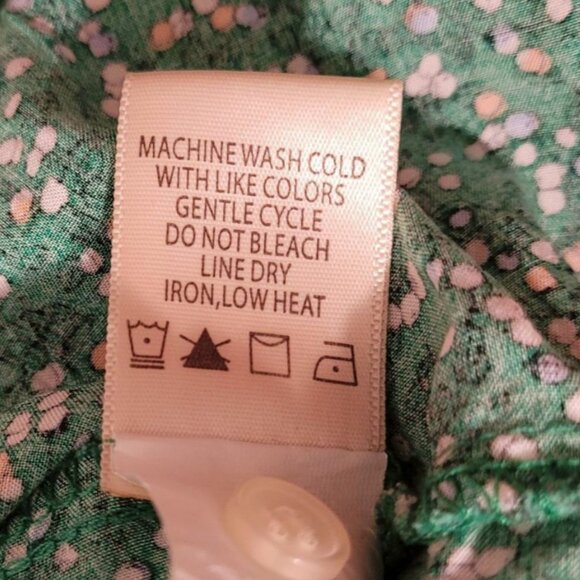 MACHINE WASH COLD
WITH LIKE COLORS
GENTLE CYCLE
DO NOT BLEACH
LINE DRY
IRON,LOW HEAT